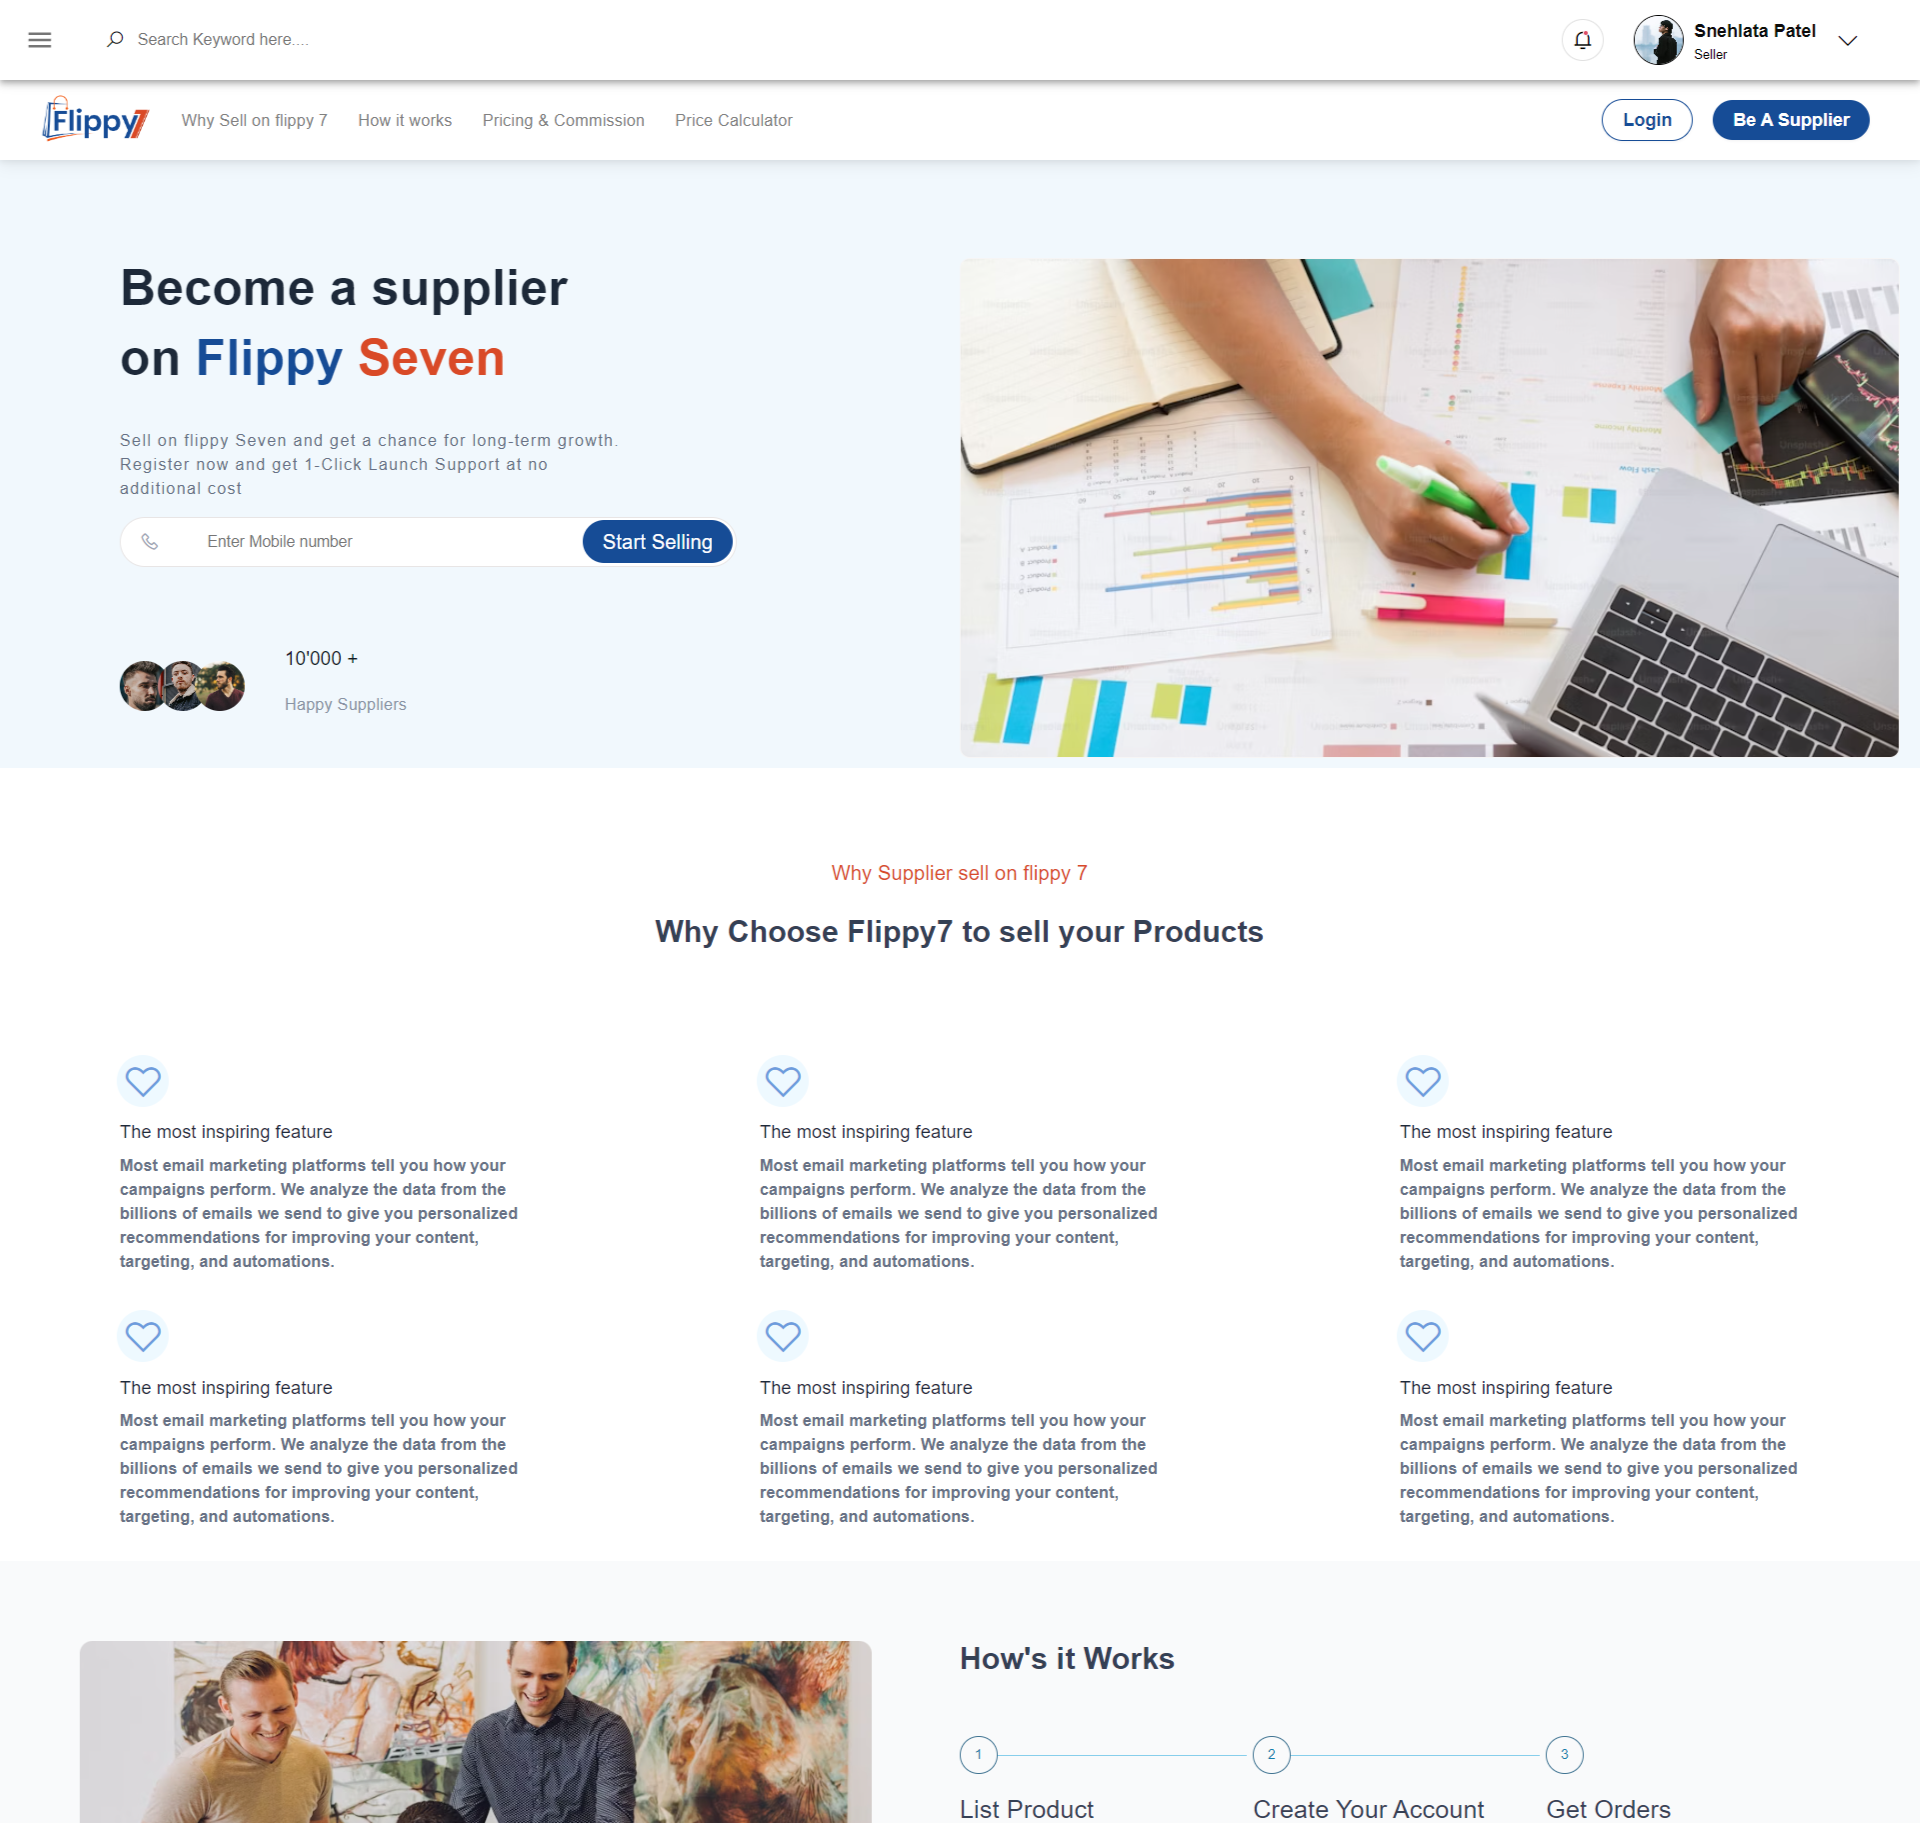 Search Keyword here....
Snehlata Patel
Seller
Flippy7
Why Sell on flippy 7
How it works
Pricing & Commission
Price Calculator
Login
Be A Supplier
Become a supplier
on Flippy Seven
Sell on flippy Seven and get a chance for long-term growth.
Register now and get 1-Click Launch Support at no
additional cost
Enter Mobile number
Start Selling
10'000 +
Happy Suppliers
Why Supplier sell on flippy 7
Why Choose Flippy7 to sell your Products
The most inspiring feature
Most email marketing platforms tell you how your
campaigns perform. We analyze the data from the
billions of emails we send to give you personalized
recommendations for improving your content,
targeting, and automations.
The most inspiring feature
Most email marketing platforms tell you how your
campaigns perform. We analyze the data from the
billions of emails we send to give you personalized
recommendations for improving your content,
targeting, and automations.
The most inspiring feature
Most email marketing platforms tell you how your
campaigns perform. We analyze the data from the
billions of emails we send to give you personalized
recommendations for improving your content,
targeting, and automations.
The most inspiring feature
Most email marketing platforms tell you how your
campaigns perform. We analyze the data from the
billions of emails we send to give you personalized
recommendations for improving your content,
targeting, and automations.
The most inspiring feature
Most email marketing platforms tell you how your
campaigns perform. We analyze the data from the
billions of emails we send to give you personalized
recommendations for improving your content,
targeting, and automations.
The most inspiring feature
Most email marketing platforms tell you how your
campaigns perform. We analyze the data from the
billions of emails we send to give you personalized
recommendations for improving your content,
targeting, and automations.
How's it Works
1
2
3
List Product
Create Your Account
Get Orders